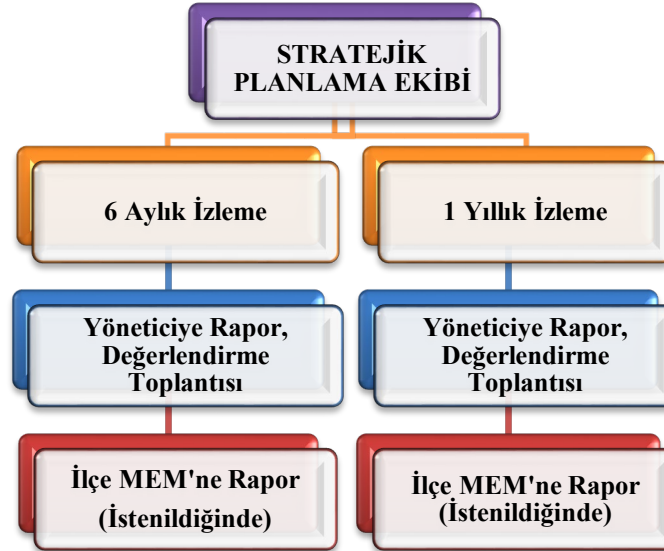 STRATEJİK
PLANLAMA EKİBİ
6 Aylık İzleme
1 Yıllık İzleme
Yöneticiye Rapor,
Değerlendirme
Toplantısı
Yöneticiye Rapor,
Değerlendirme
Toplantısı
İlçe MEM'ne Rapor
(İstenildiğinde)
İlçe MEM'ne Rapor
(İstenildiğinde)